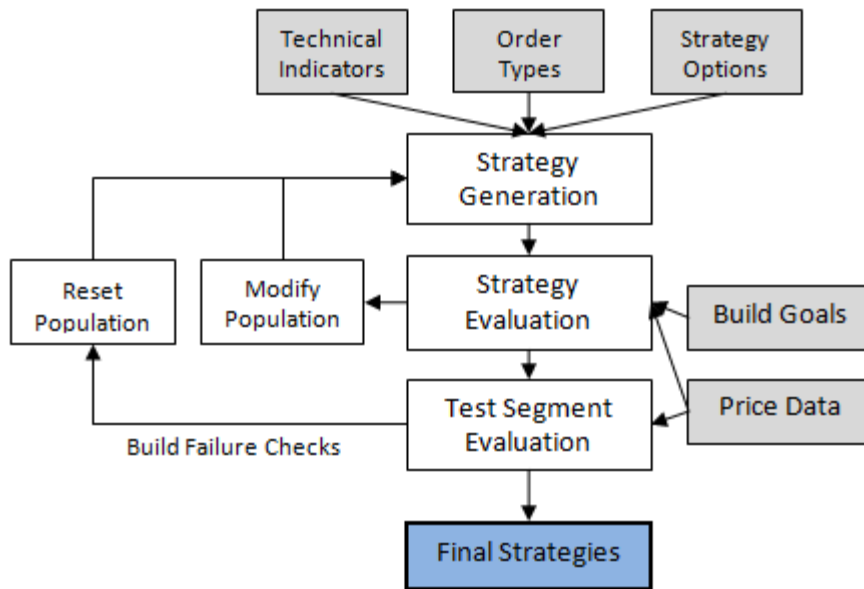 Technical
Indicators
Order
Types
Strategy
Options
Strategy
Generation
Reset
Population
Modify
Population
Strategy
Evaluation
Build Goals
Test Segment
Evaluation
Price Data
Build Failure Checks
Final Strategies